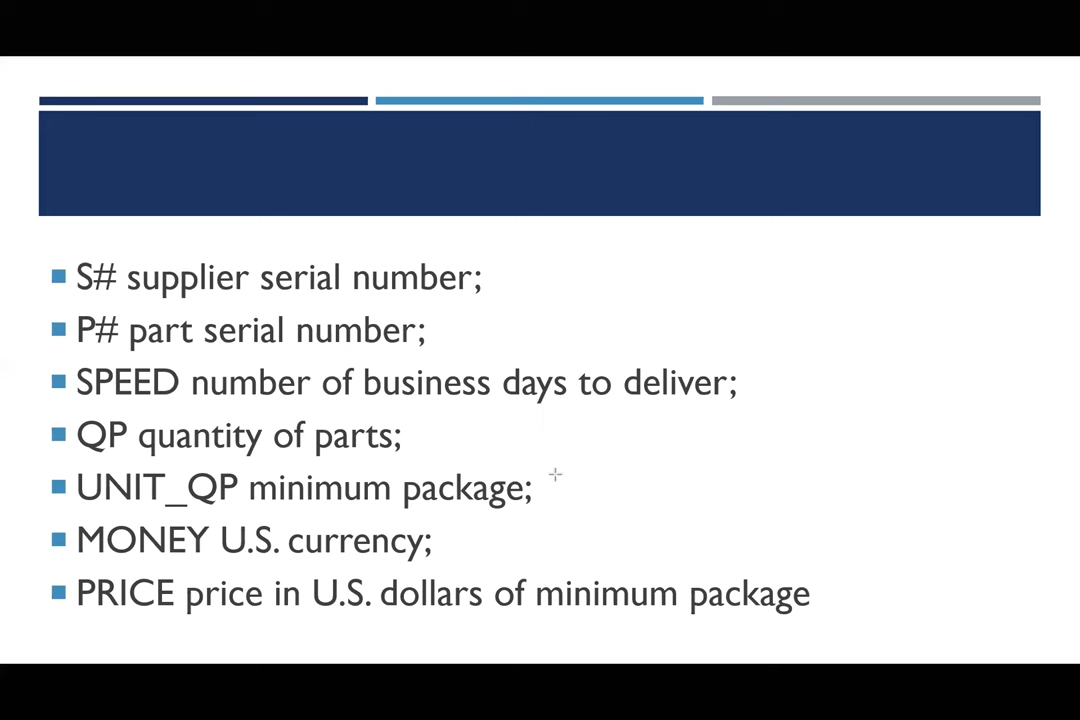 S# supplier serial number;
P# part serial number;
SPEED number of business days to deliver;
QP quantity of parts;
UNIT_QP minimum package;
MONEY U.S. currency;
PRICE price in U.S. dollars of minimum package